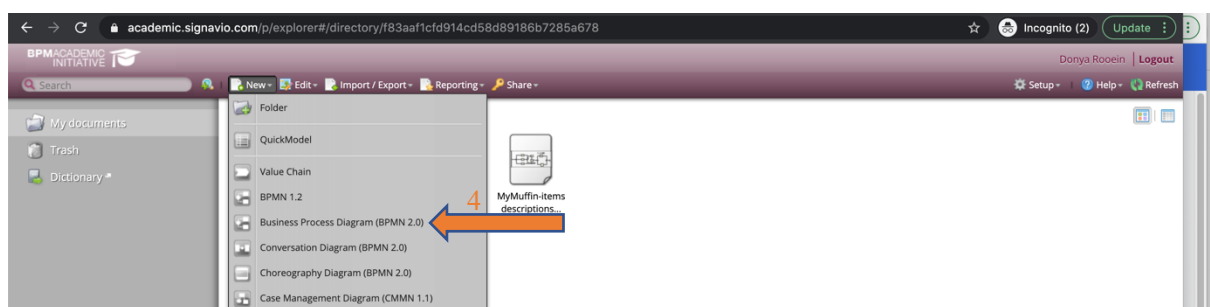 academic.signavio.com/p/explorer#/directory/f83aaf1cfd914cd58d89186b7285a678
Incognito (2)
Update
BPMACADEMIC
INITIATIVE
Donya Rooein | Logout
Search
New
Edit
Import / Export
Reporting
Share
Setup
Help
Refresh
My documents
Trash
Dictionary
Folder
QuickModel
Value Chain
BPMN 1.2
Business Process Diagram (BPMN 2.0)
Conversation Diagram (BPMN 2.0)
Choreography Diagram (BPMN 2.0)
Case Management Diagram (CMMN 1.1)
4
MyMuffin-items
descriptions...